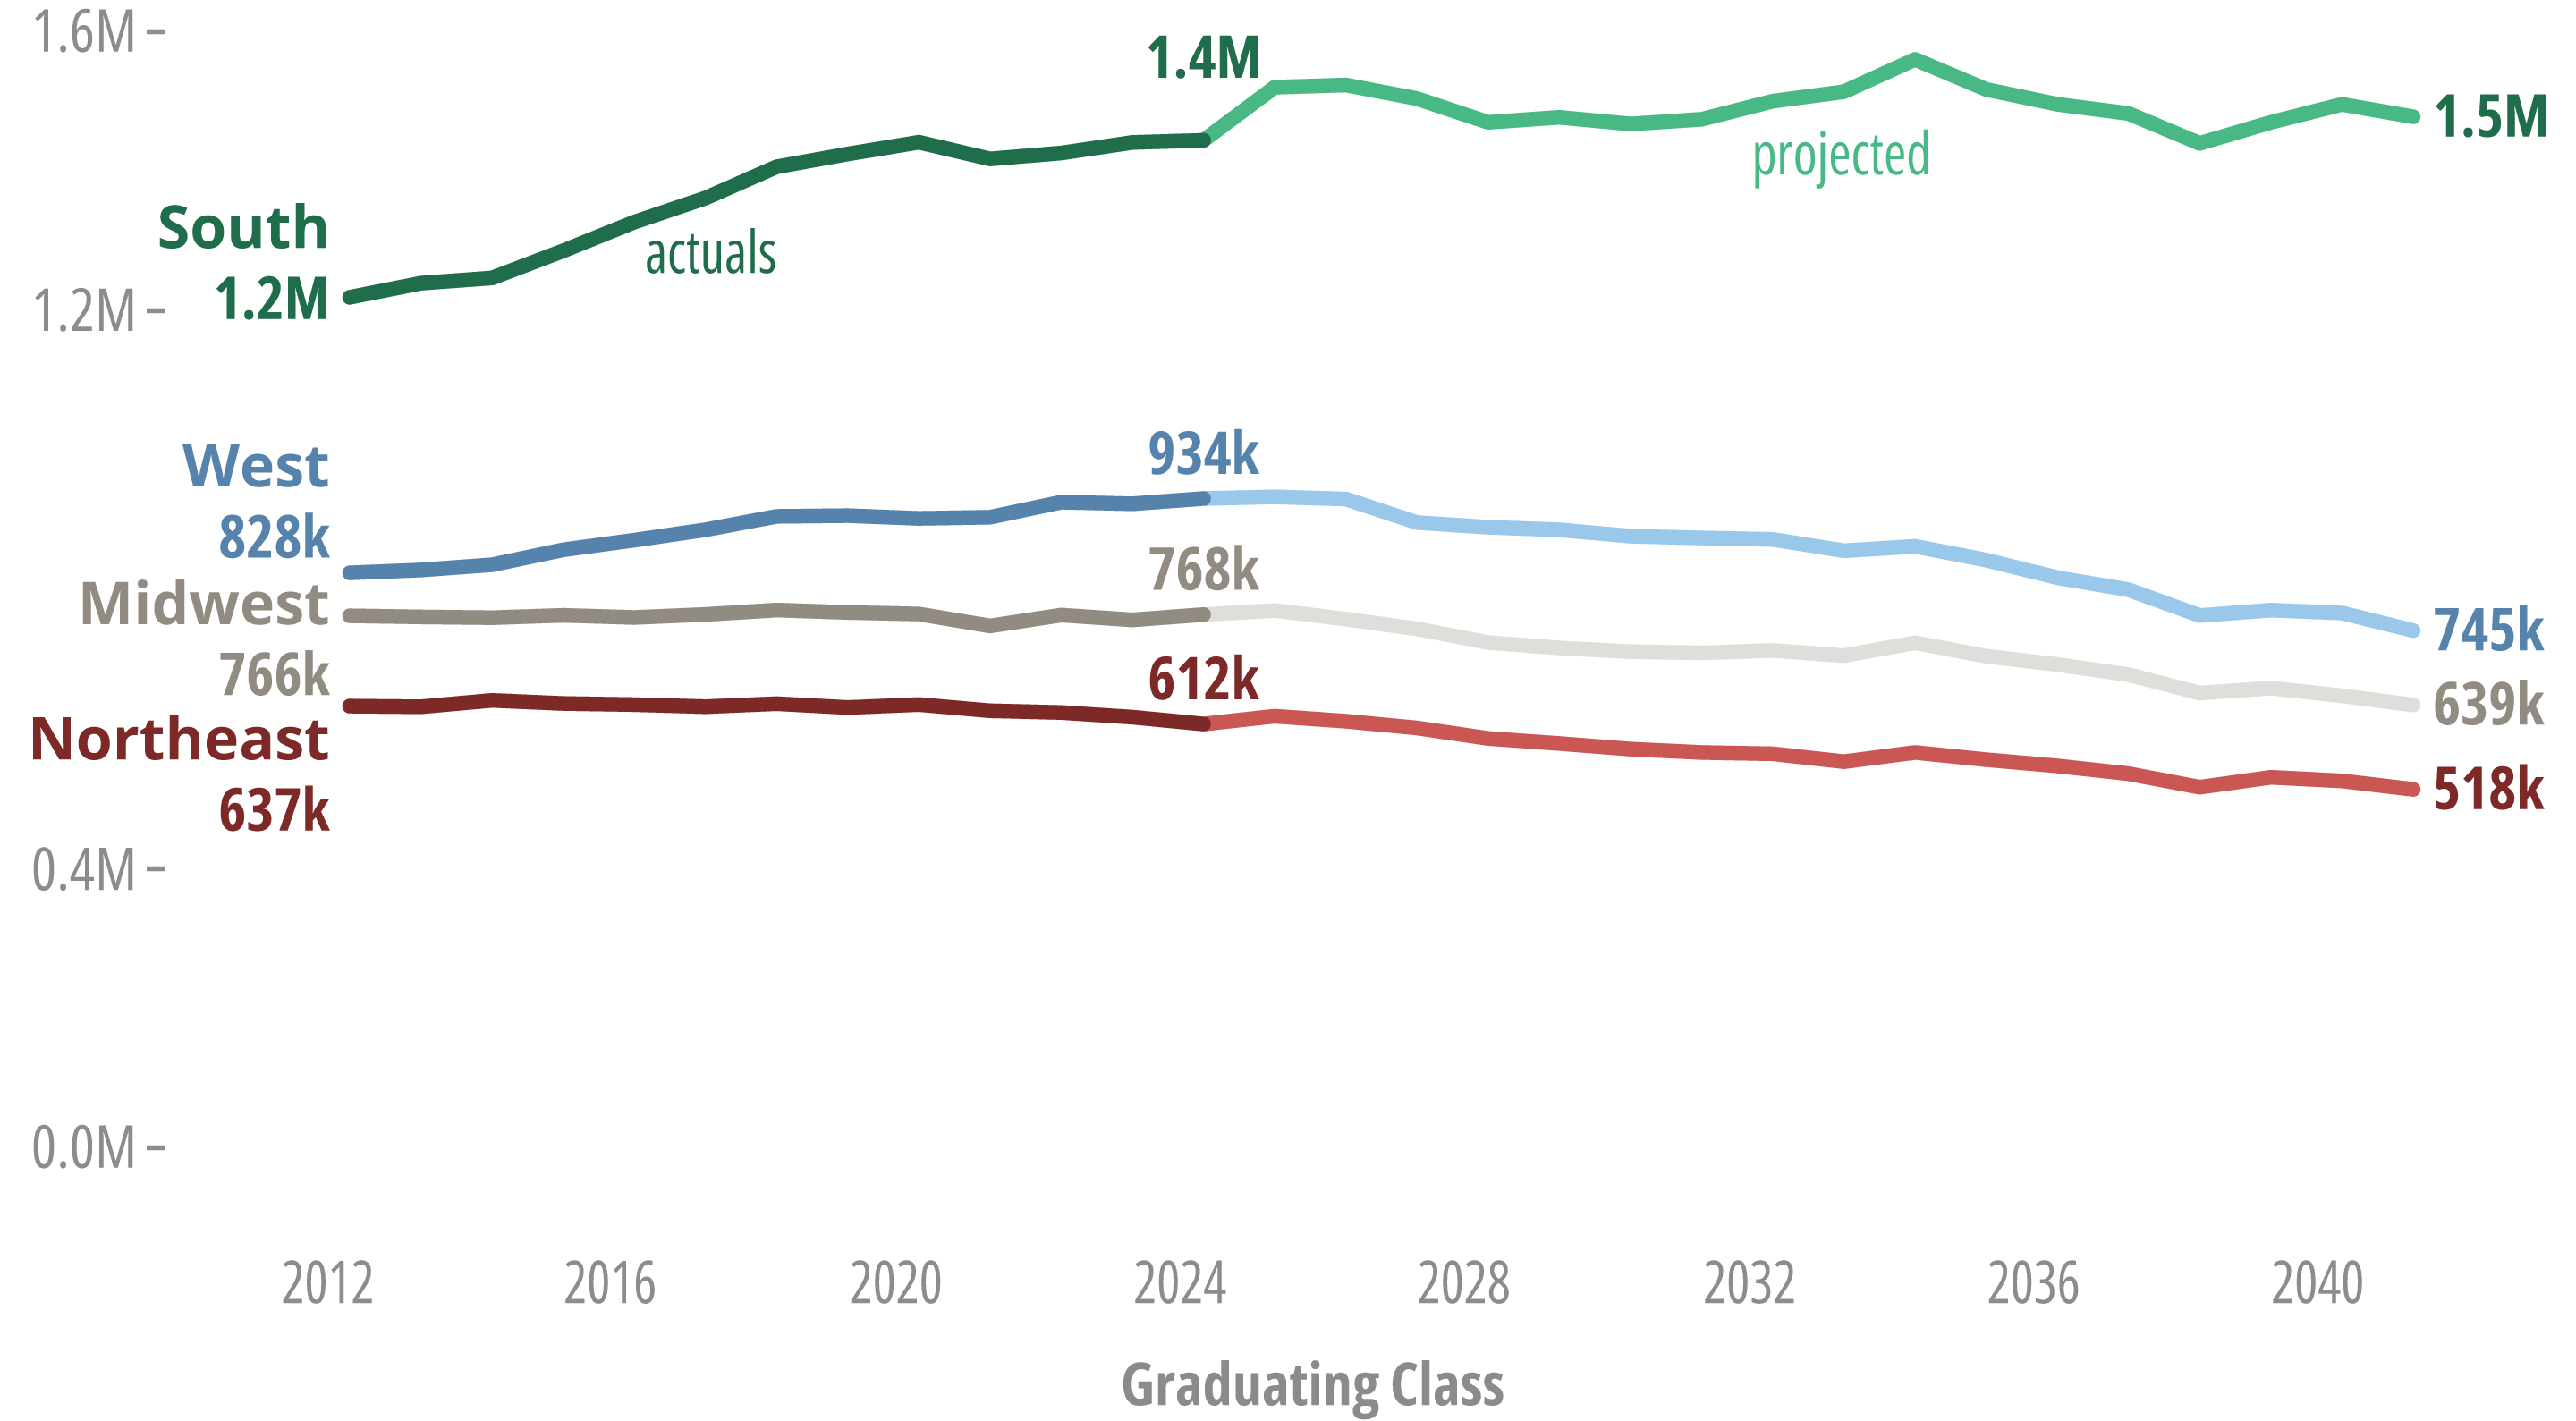 1.6M
1.4M
1.5M
projected
South
actuals
1.2M
1.2M
934k
West
828k
768k
Midwest
745k
766k
612k
639k
Northeast
518k
637k
0.4M
0.0M
2012 2016 2020 2024 2028 2032 2036 2040
Graduating Class